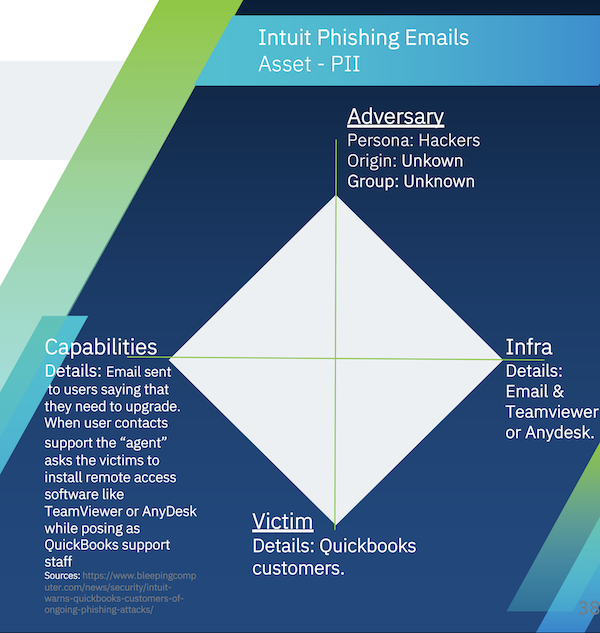 Intuit Phishing Emails
Asset - PII
Adversary
Persona: Hackers
Origin: Unkown
Group: Unknown
Capabilities
Details: Email sent
to users saying that
they need to upgrade.
When user contacts
support the “agent”
asks the victims to
install remote access
software like
TeamViewer or AnyDesk
while posing as
QuickBooks support
staff
Sources: https://www.bleepingcomp
uter.com/news/security/intuit-
warns-quickbooks-customers-of-
ongoing-phishing-attacks/
Infra
Details:
Email &
Teamviewer
or Anydesk.
Victim
Details: Quickbooks
customers.
38